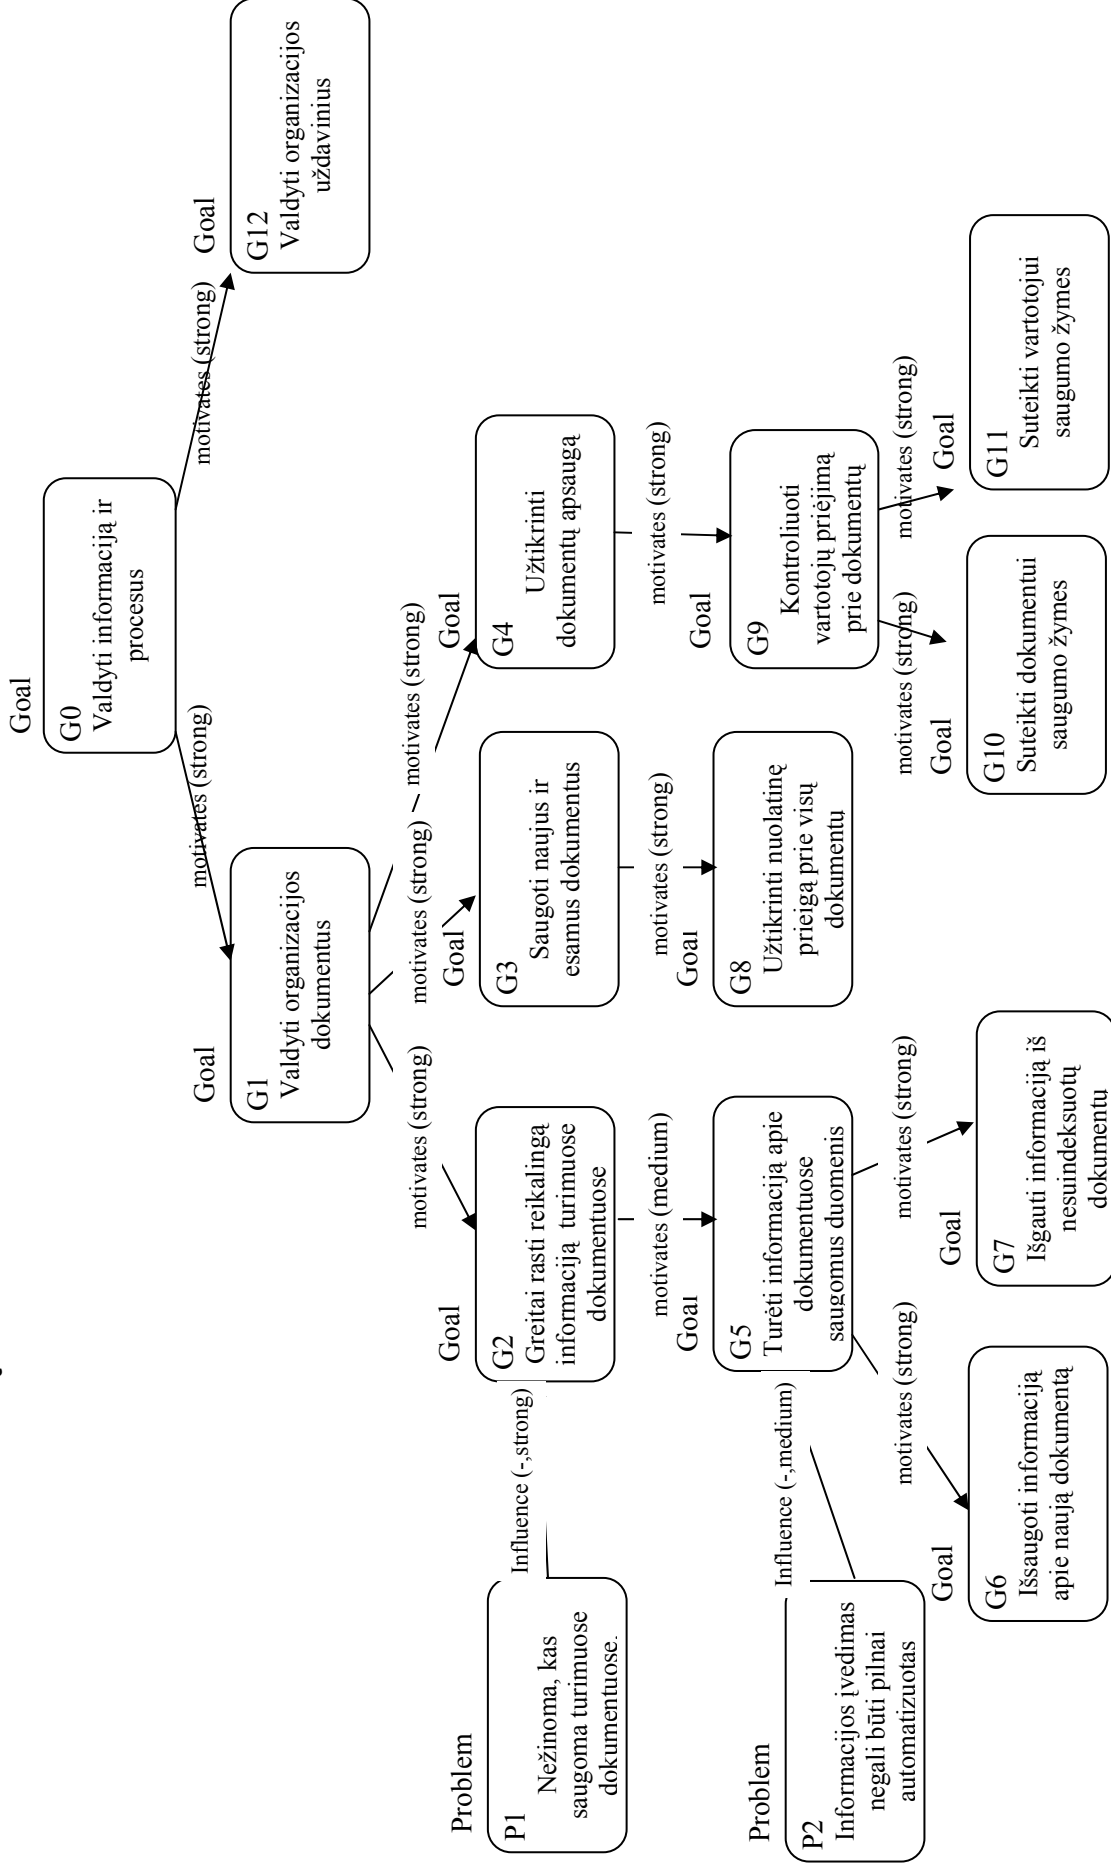 Goal
G0
Valdyti informaciją ir
procesus
motivates (strong)
motivates (strong)
Goal
G1
Valdyti organizacijos
dokumentus
Goal
G12
Valdyti organizacijos
uždavinius
motivates (strong)
motivates (strong)
motivates (strong)
Problem
P1
Nežinoma, kas
saugoma turimuose
dokumentuose.
Influence (-,strong)
Goal
G2
Greitai rasti reikalingą
informaciją turimuose
dokumentuose
Goal
G3
Saugoti naujus ir
esamus dokumentus
Goal
G4
Užtikrinti
dokumentų apsaugą
motivates (medium)
motivates (strong)
motivates (strong)
Problem
P2
Informacijos įvedimas
negali būti pilnai
automatizuotas
Influence (-,medium)
Goal
G5
Turėti informaciją apie
dokumentuose
saugomus duomenis
Goal
G8
Užtikrinti nuolatinę
prieigą prie visų
dokumentu
Goal
G9
Kontroliuoti
vartotojų priėjimą
prie dokumentų
motivates (strong)
motivates (strong)
motivates (strong)
motivates (strong)
Goal
G6
Išsaugoti informaciją
apie naują dokumentą
Goal
G7
Išgauti informaciją iš
nesuindeksuotų
dokumentu
Goal
G10
Suteikti dokumentui
saugumo žymes
Goal
G11
Suteikti vartotojui
saugumo žymes